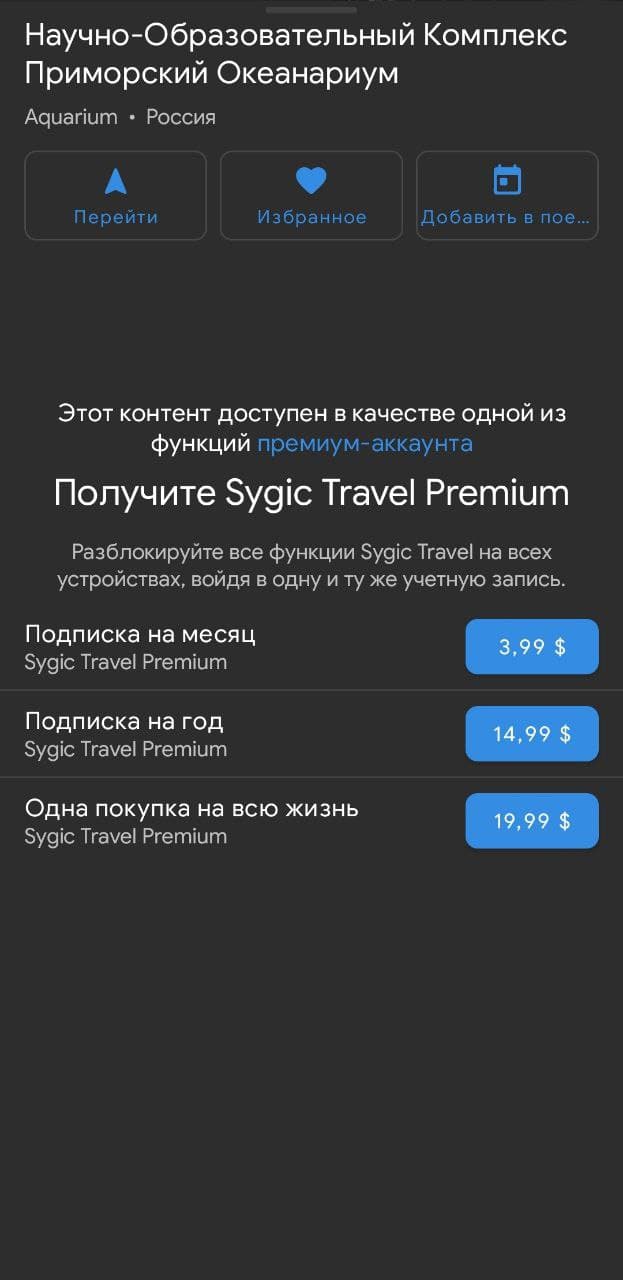 Научно-Образовательный Комплекс
Приморский Океанариум
Aquarium • Россия
Перейти
Избранное
Добавить в пое...
Этот контент доступен в качестве одной из
функций премиум-аккаунта
Получите Sygic Travel Premium
Разблокируйте все функции Sygic Travel на всех
устройствах, войдя в одну и ту же учетную запись.
Подписка на месяц
Sygic Travel Premium
3,99 $
Подписка на год
Sygic Travel Premium
14,99 $
Одна покупка на всю жизнь
Sygic Travel Premium
19,99 $